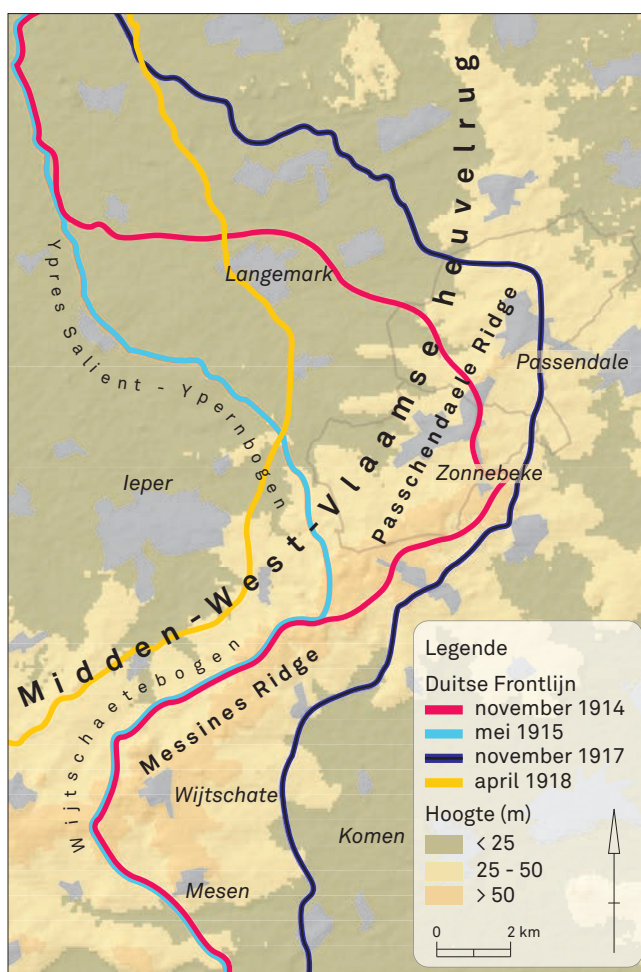 Midden-West-Vlaamse heuvelrug
Ypres Salient - Ypernbogen
Langemark
Passchendaele Ridge
Passendale
Ieper
Zonnebeke
Wijtschaetebogen
Messines Ridge
Wijtschate
Komen
Mesen
Legende
Duitse Frontlijn
november 1914
mei 1915
november 1917
april 1918
Hoogte (m)
< 25
25 - 50
> 50
0 2 km